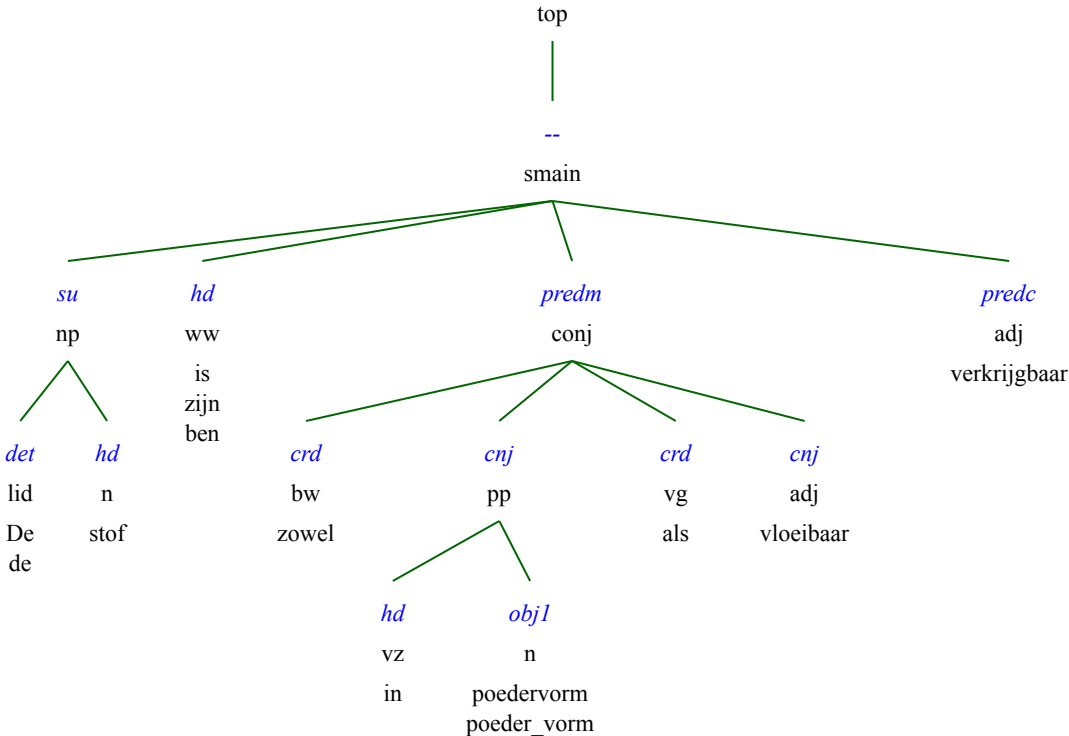 top
--
smain
su hd predm predc
np ww conj adj
is verkrijgbaar
zijn
ben
det hd crd cnj crd cnj
lid n bw pp vg adj
De stof zowel als vloeibaar
de
hd obj1
vz n
in poedervorm
poeder_vorm